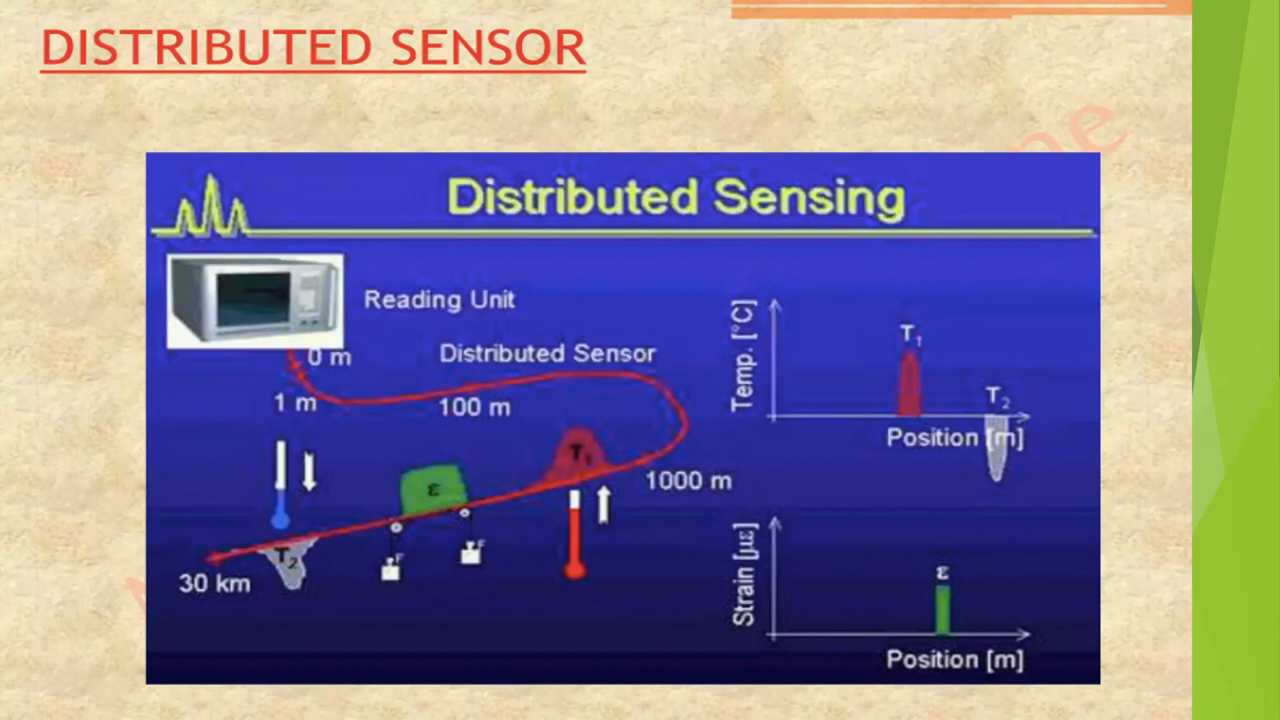 DISTRIBUTED SENSOR
Distributed Sensing
Reading Unit
0 m
Distributed Sensor
1 m
100 m
T1
ε
1000 m
F
F
T2
30 km
Temp. [°C]
T1
T2
Position [m]
Strain [με]
ε
Position [m]